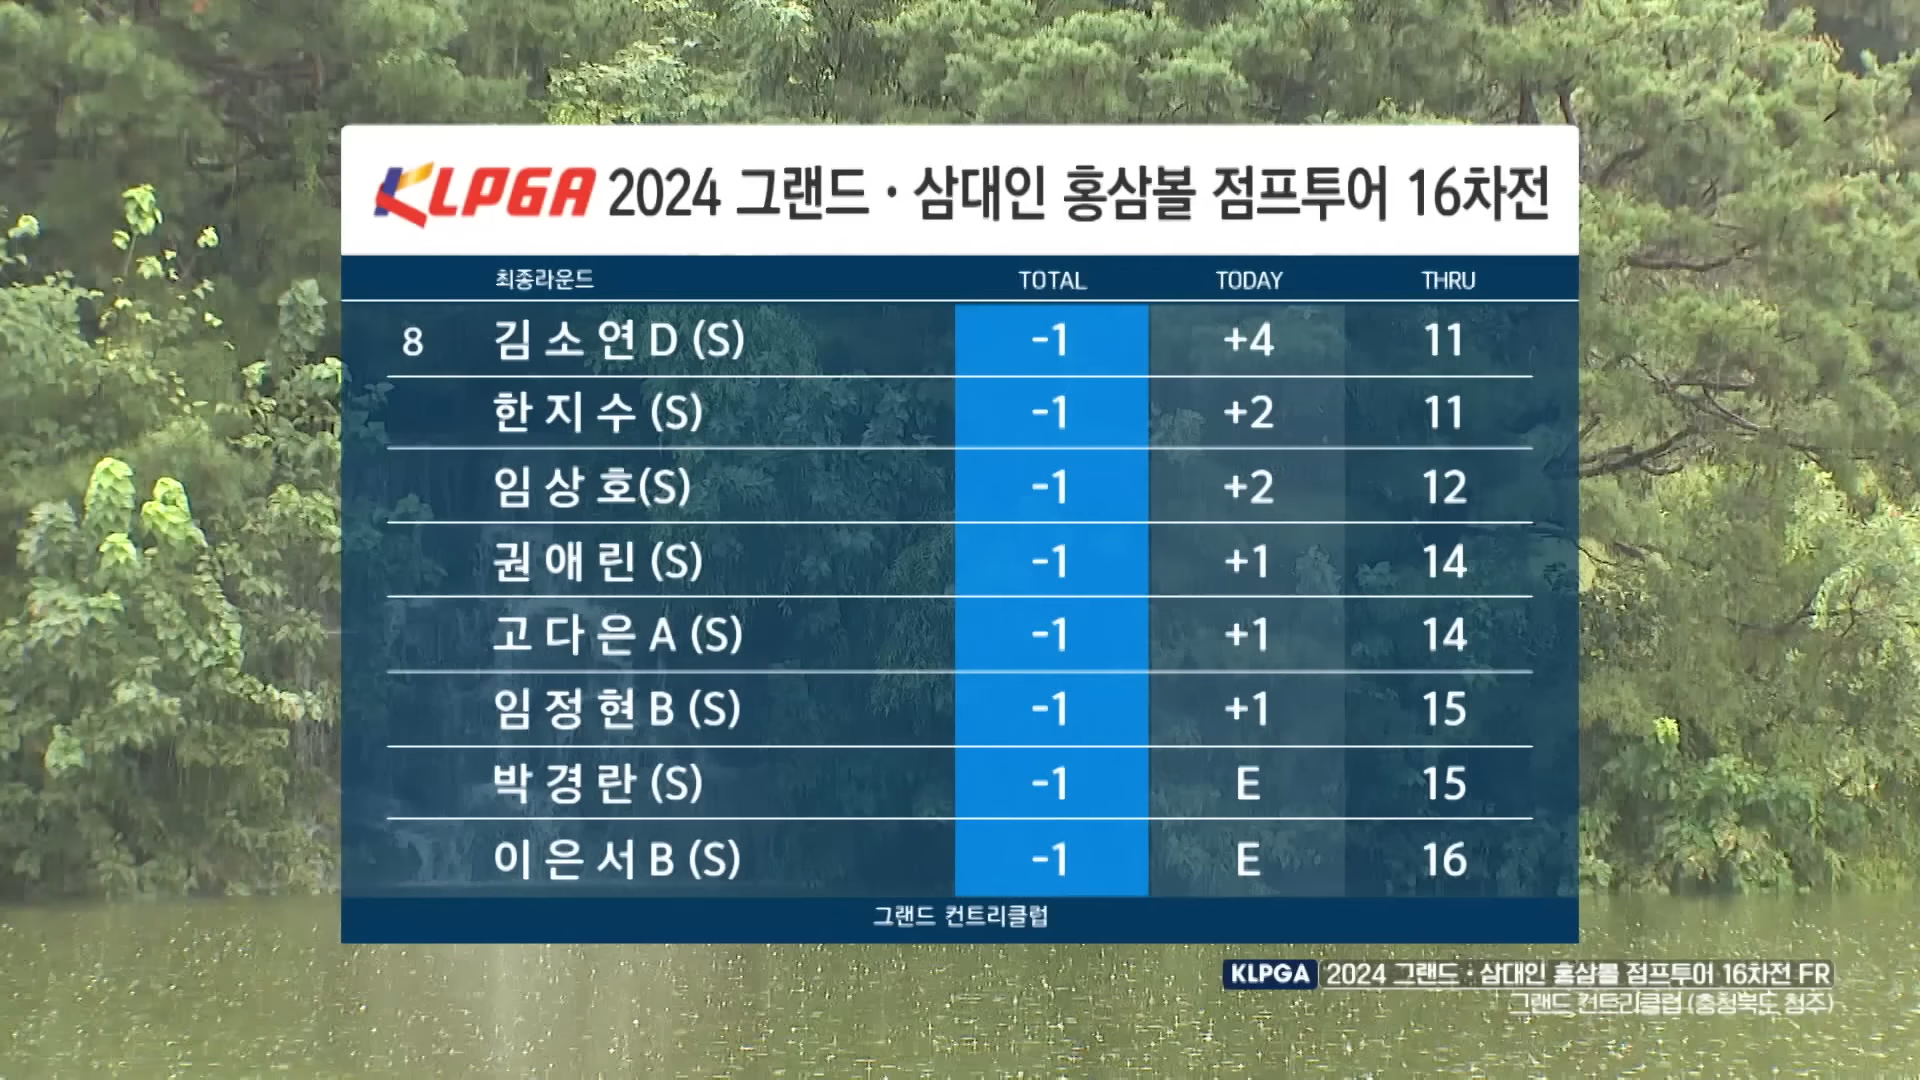 KLPGA 2024 그랜드 · 삼대인 홍삼볼 점프투어 16차전
최종라운드 TOTAL TODAY THRU
8 김소연D (S) -1 +4 11
한지수 (S) -1 +2 11
임상호(S) -1 +2 12
권애린 (S) -1 +1 14
고다은A (S) -1 +1 14
임정현B (S) -1 +1 15
박경란 (S) -1 E 15
이은서B (S) -1 E 16
그랜드 컨트리클럽
KLPGA 2024 그랜드 · 삼대인 홍삼볼 점프투어 16차전 FR
그랜드 컨트리클럽 (충청북도 청주)